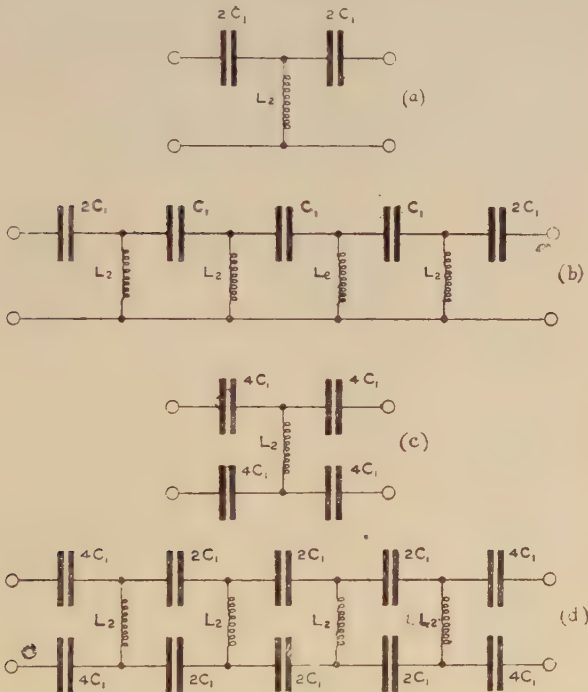 2C₁ 2C₁
L₂
(a)
2C₁ C₁ C₁ C₁ 2C₁
L₂ L₂ Le L₂
(b)
4C₁ 4C₁
L₂
(c)
4C₁ 4C₁
4C₁ 2C₁ 2C₁ 2C₁ 4C₁
L₂ L₂ L₂ L₂
(d)
4C₁ 2C₁ 2C₁ 2C₁ 4C₁